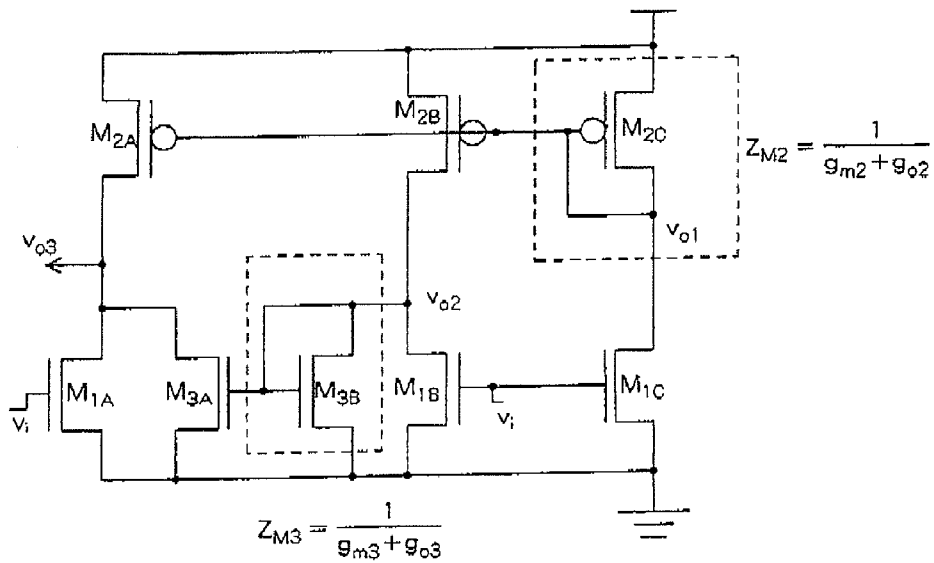 M2A
M2B
M2C
ZM2 = 1 / gm2 + go2
vo1
vo3
vo2
M1A
M3A
M3B
M1B
M1C
vi
vi
ZM3 = 1 / gm3 + go3